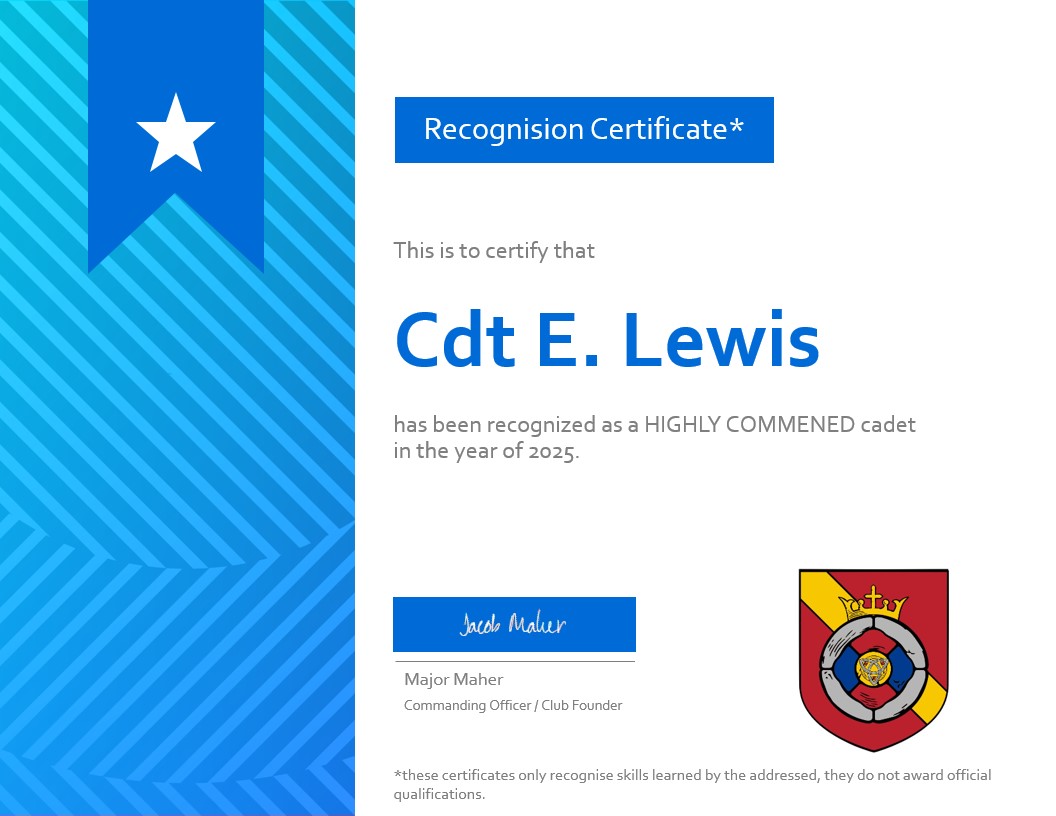 Recognision Certificate*
This is to certify that
Cdt E. Lewis
has been recognized as a HIGHLY COMMENED cadet
in the year of 2025.
Jacob Maher
Major Maher
Commanding Officer / Club Founder
*these certificates only recognise skills learned by the addressed, they do not award official
qualifications.